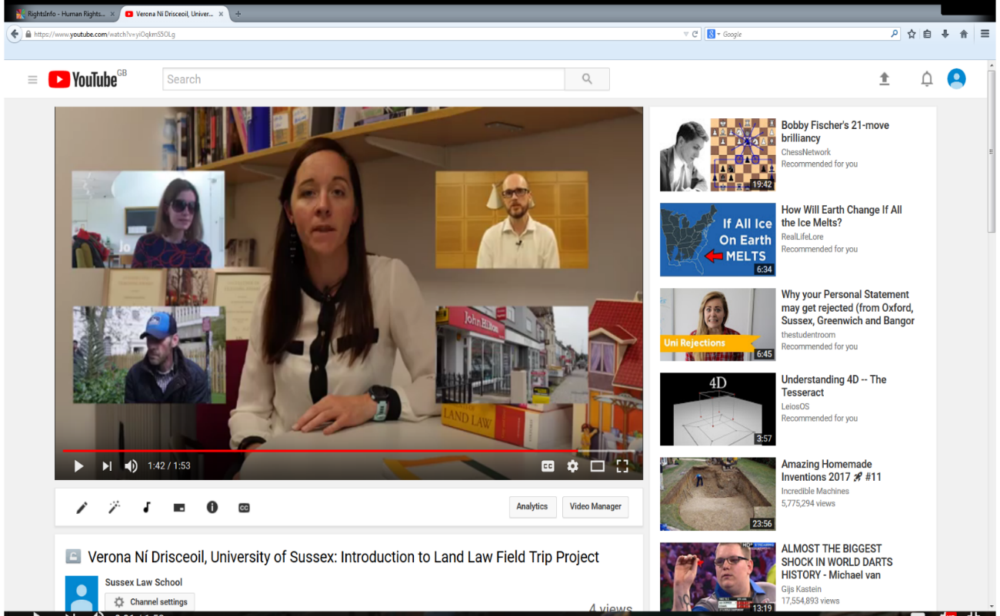 RightsInfo - Human Rights...
Verona Ní Drisceoil, Univer...
https://www.youtube.com/watch?v=yiOqkmS5OLg
Google
YouTube GB
Search
Jo
John Hilton
LAND LAW
1:42 / 1:53
CC
CC
Analytics
Video Manager
Verona Ní Drisceoil, University of Sussex: Introduction to Land Law Field Trip Project
Sussex Law School
Channel settings
4 views
Bobby Fischer's 21-move
brilliancy
ChessNetwork
Recommended for you
19:42
If All Ice
On Earth
MELTS
6:34
How Will Earth Change If All
the Ice Melts?
RealLifeLore
Recommended for you
Uni Rejections
6:45
Why your Personal Statement
may get rejected (from Oxford,
Sussex, Greenwich and Bangor
thestudentroom
Recommended for you
4D
3:57
Understanding 4D -- The
Tesseract
LeiosOS
Recommended for you
23:56
Amazing Homemade
Inventions 2017 🚀 #11
Incredible Machines
5,775,294 views
13:19
ALMOST THE BIGGEST
SHOCK IN WORLD DARTS
HISTORY - Michael van
Gijs Kastein
17,554,893 views